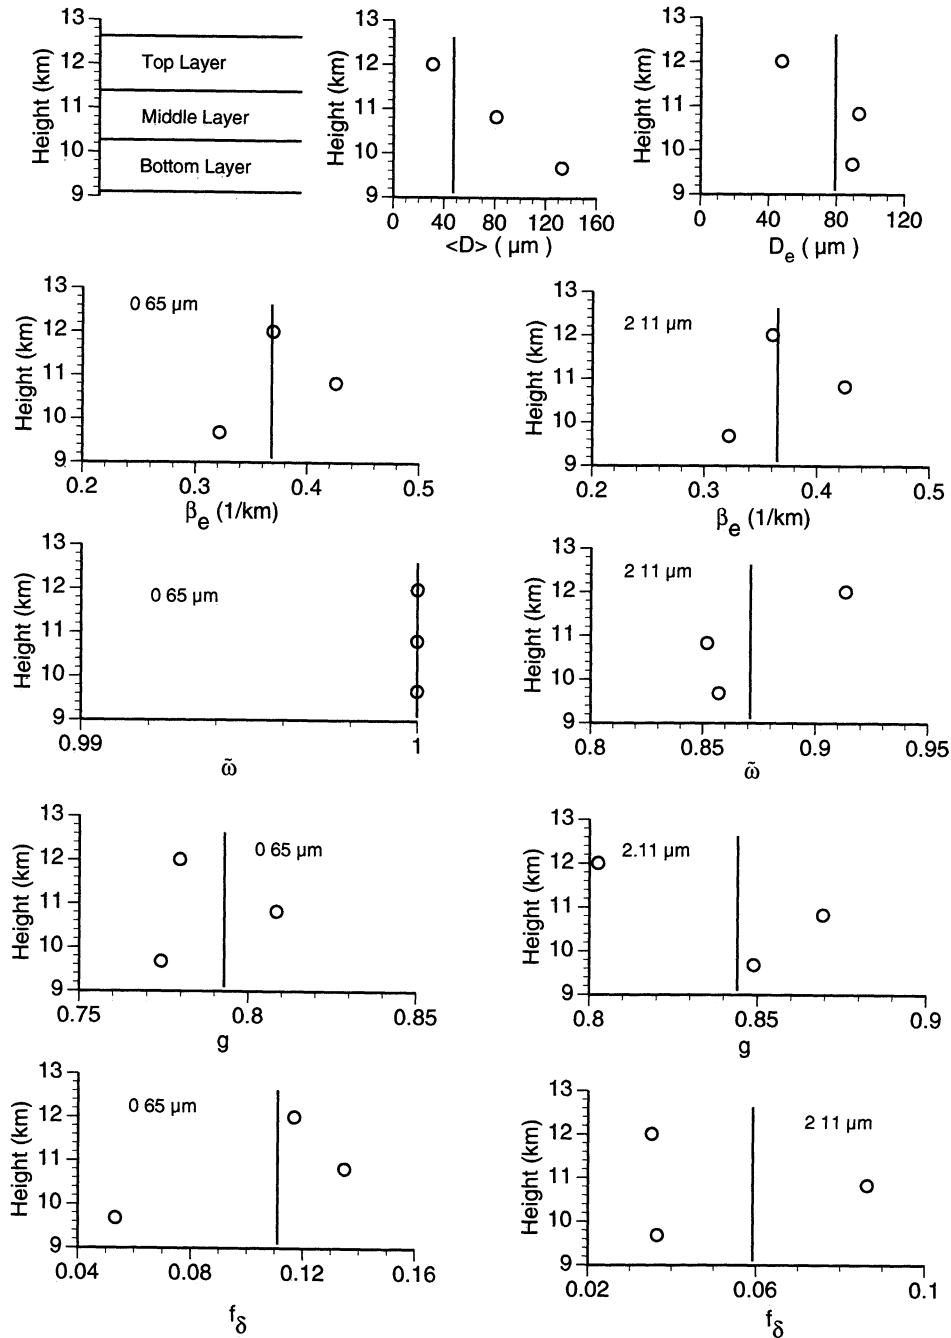 Height (km)
13
12
11
10
9
Top Layer
Middle Layer
Bottom Layer
Height (km)
13
12
11
10
9
0 40 80 120 160
<D> ( µm )
Height (km)
13
12
11
10
9
0 40 80 120
D_e ( µm )
Height (km)
13
12
11
10
9
0 65 µm
0.2 0.3 0.4 0.5
β_e (1/km)
Height (km)
13
12
11
10
9
2 11 µm
0.2 0.3 0.4 0.5
β_e (1/km)
Height (km)
13
12
11
10
9
0 65 µm
0.99 1
ω̃
Height (km)
13
12
11
10
9
2 11 µm
0.8 0.85 0.9 0.95
ω̃
Height (km)
13
12
11
10
9
0 65 µm
0.75 0.8 0.85
g
Height (km)
13
12
11
10
9
2.11 µm
0.8 0.85 0.9
g
Height (km)
13
12
11
10
9
0 65 µm
0.04 0.08 0.12 0.16
f_δ
Height (km)
13
12
11
10
9
2 11 µm
0.02 0.06 0.1
f_δ